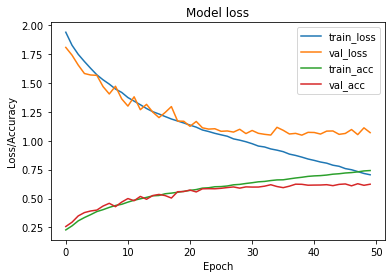 Model loss
2.00
1.75
1.50
1.25
1.00
0.75
0.50
0.25
Loss/Accuracy
train_loss
val_loss
train_acc
val_acc
0
10
20
30
40
50
Epoch